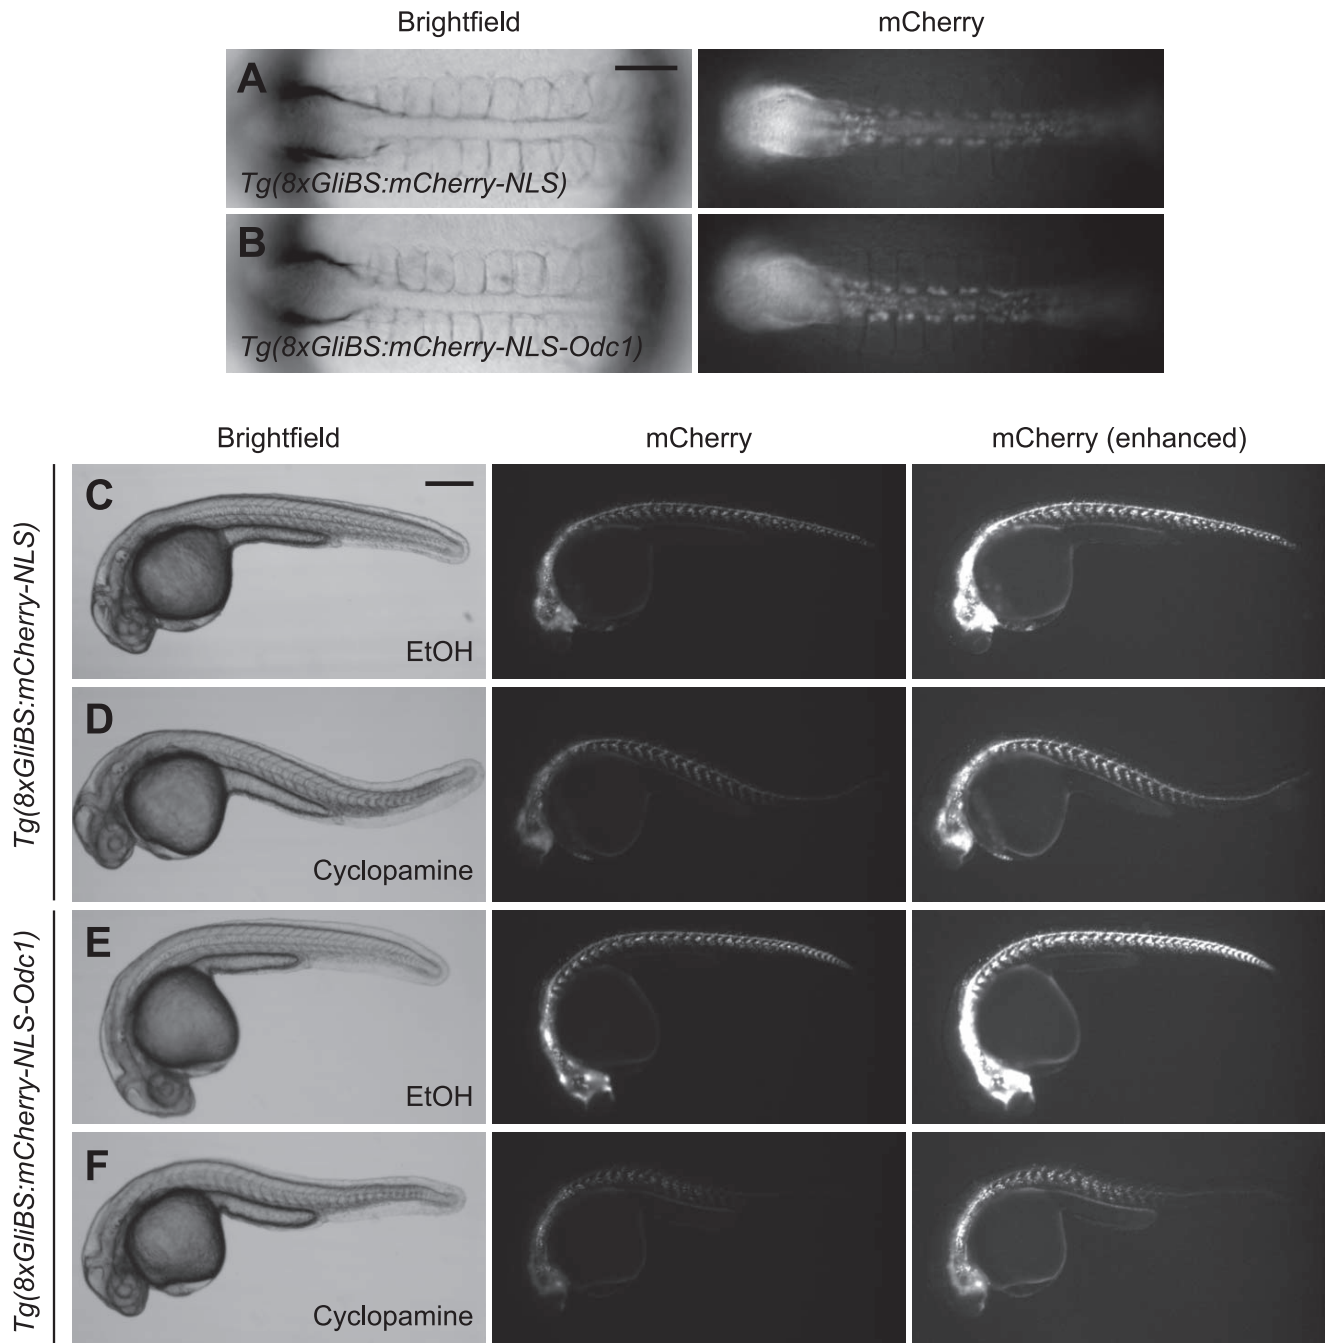 Brightfield mCherry
A
Tg(8xGliBS:mCherry-NLS)
B
Tg(8xGliBS:mCherry-NLS-Odc1)
Brightfield mCherry mCherry (enhanced)
Tg(8xGliBS:mCherry-NLS)
C
EtOH
D
Cyclopamine
Tg(8xGliBS:mCherry-NLS-Odc1)
E
EtOH
F
Cyclopamine